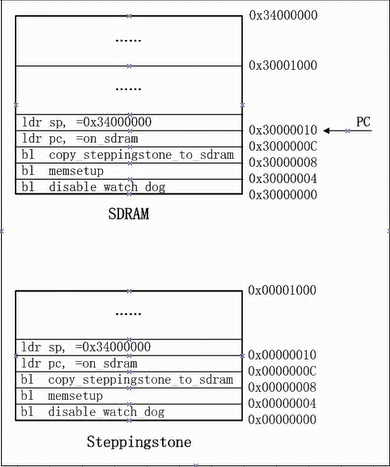 0x34000000
……
0x30001000
……
ldr sp, =0x34000000
PC
0x30000010
ldr pc, =on_sdram
0x3000000C
bl copy_steppingstone_to_sdram
0x30000008
bl memsetup
0x30000004
bl disable_watch_dog
0x30000000
SDRAM
0x00001000
……
ldr sp, =0x34000000
0x00000010
ldr pc, =on_sdram
0x0000000C
bl copy_steppingstone_to_sdram
0x00000008
bl memsetup
0x00000004
bl disable_watch_dog
0x00000000
Steppingstone